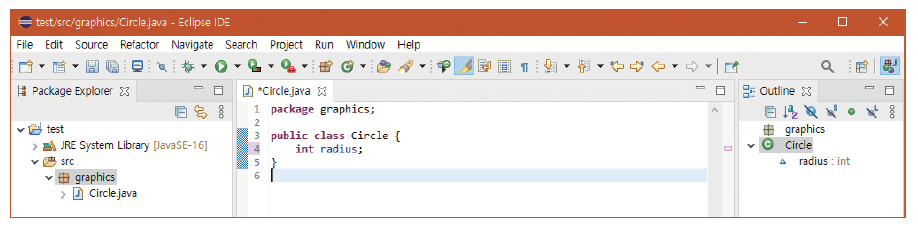 test/src/graphics/Circle.java - Eclipse IDE
File Edit Source Refactor Navigate Search Project Run Window Help
Package Explorer
test
JRE System Library [JavaSE-16]
src
graphics
Circle.java
*Circle.java
1 package graphics;
2
3 public class Circle {
4 int radius;
5 }
6
Outline
graphics
Circle
radius : int